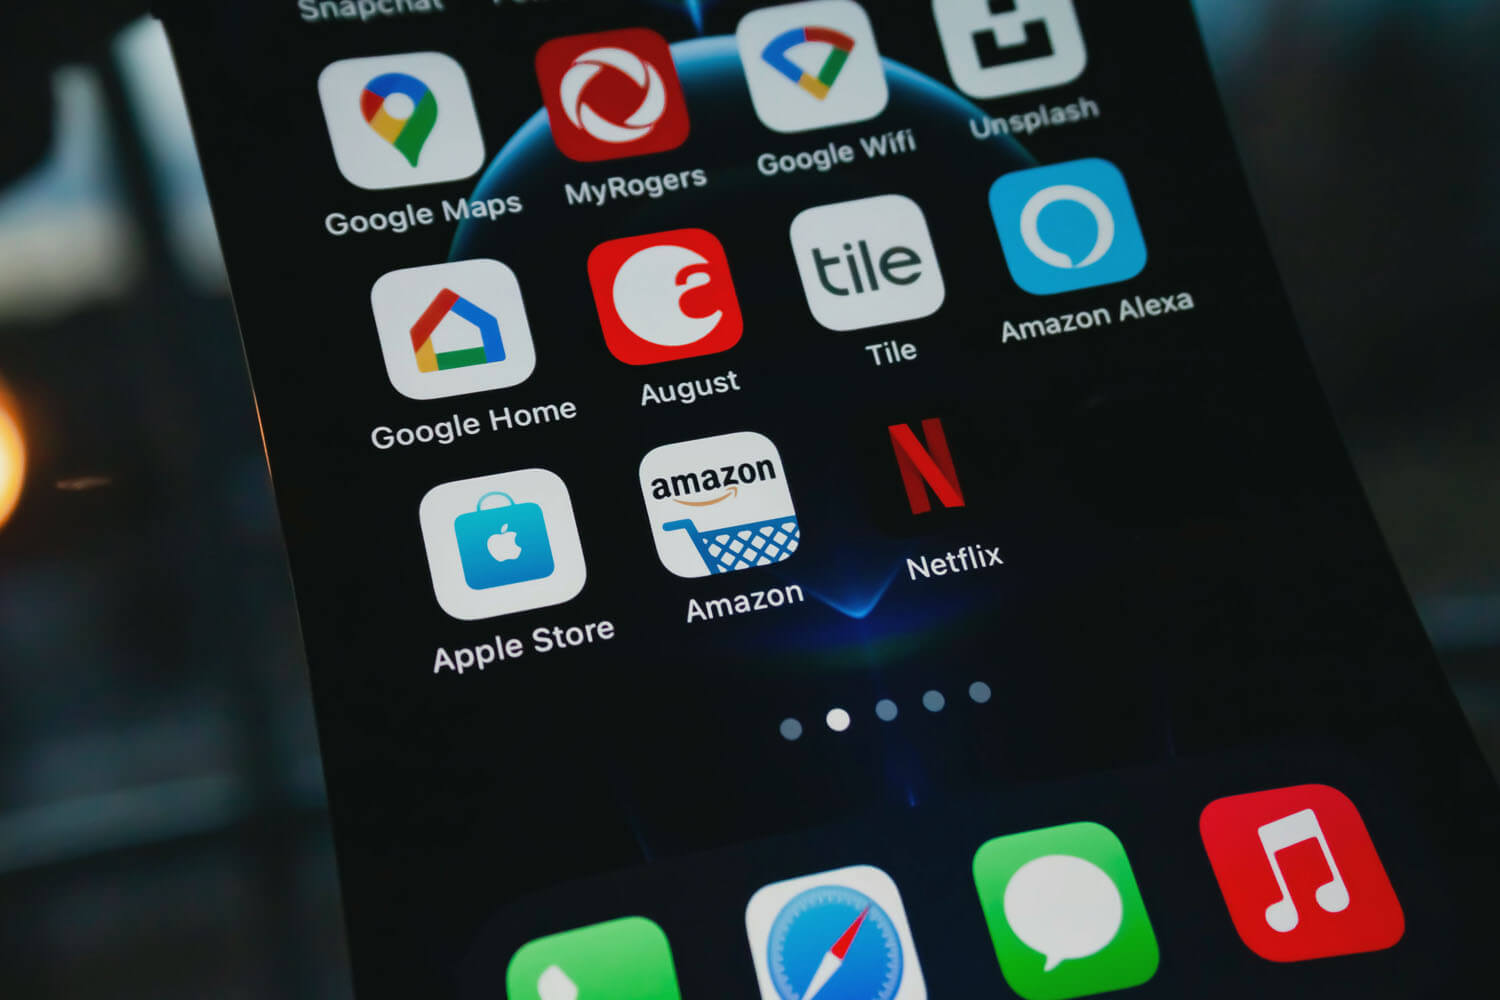 Snapchat
Google Maps
MyRogers
Google Wifi
Unsplash
tile
Google Home
August
Tile
Amazon Alexa
amazon
Apple Store
Amazon
Netflix